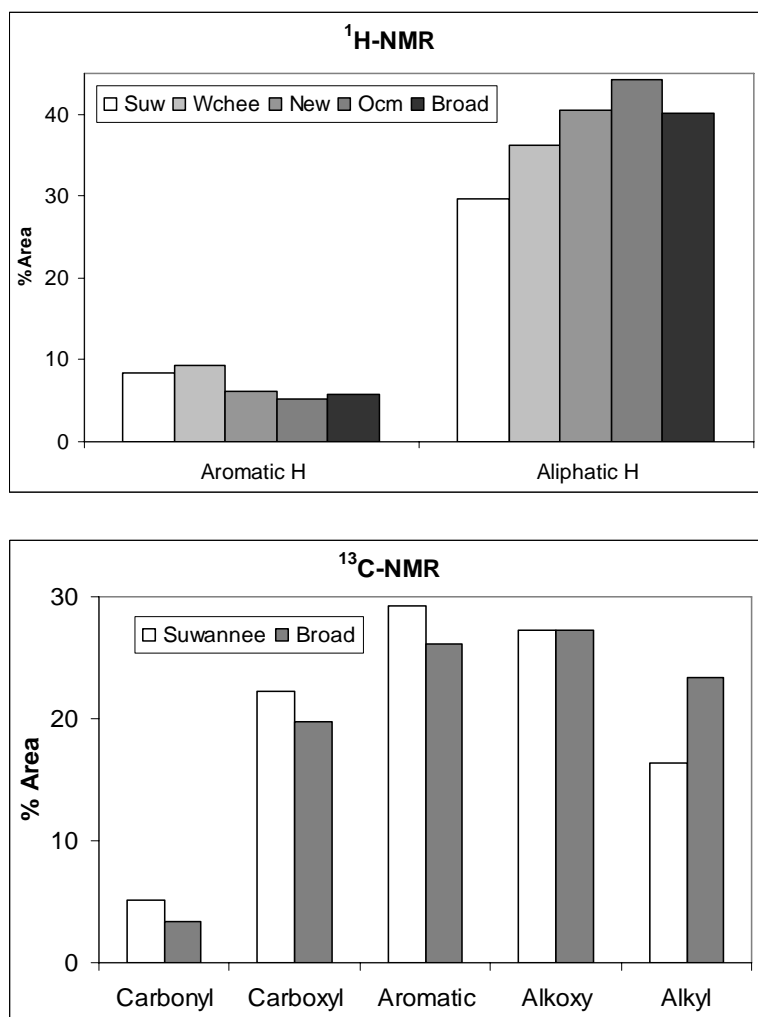 ¹H-NMR
Suw Wchee New Ocm Broad
40
30
20
10
0
%Area
Aromatic H Aliphatic H
¹³C-NMR
Suwannee Broad
30
20
10
0
% Area
Carbonyl Carboxyl Aromatic Alkoxy Alkyl